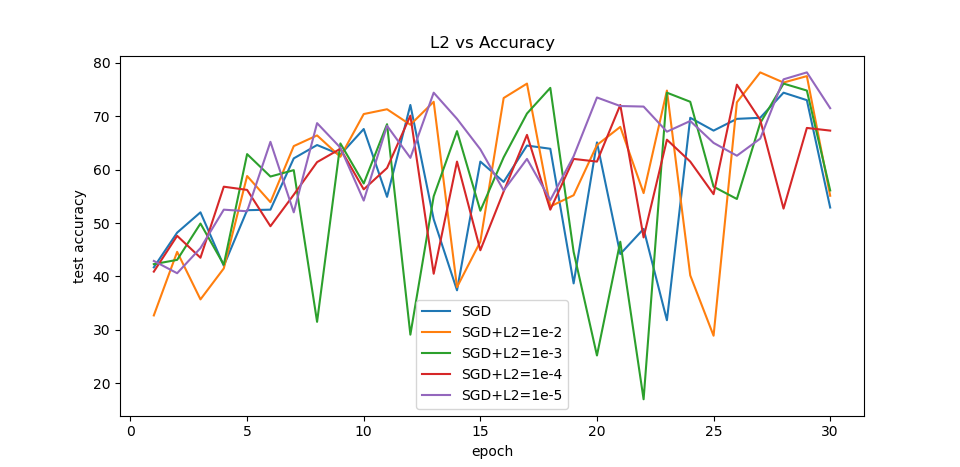 L2 vs Accuracy
test accuracy
80
70
60
50
40
30
20
SGD
SGD+L2=1e-2
SGD+L2=1e-3
SGD+L2=1e-4
SGD+L2=1e-5
0 5 10 15 20 25 30
epoch